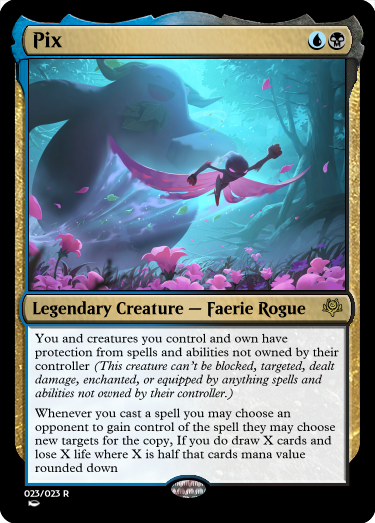 Pix
Legendary Creature — Faerie Rogue
You and creatures you control and own have
protection from spells and abilities not owned by their
controller (This creature can't be blocked, targeted, dealt
damage, enchanted, or equipped by anything spells and
abilities not owned by their controller.)
Whenever you cast a spell you may choose an
opponent to gain control of the spell they may choose
new targets for the copy, If you do draw X cards and
lose X life where X is half that cards mana value
rounded down
023/023 R